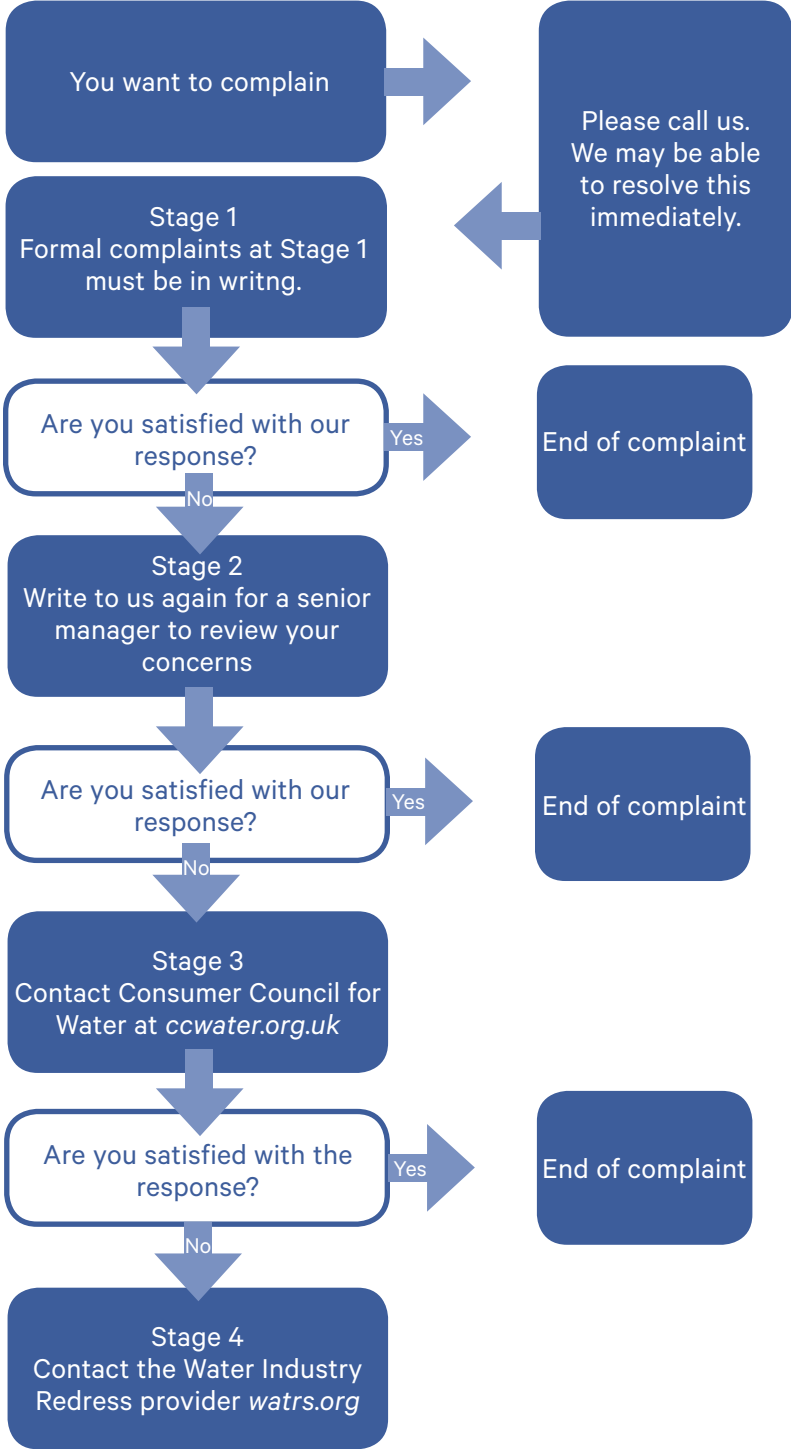 You want to complain
Please call us.
We may be able
to resolve this
immediately.
Stage 1
Formal complaints at Stage 1
must be in writng.
Are you satisfied with our
response?
Yes
End of complaint
No
Stage 2
Write to us again for a senior
manager to review your
concerns
Are you satisfied with our
response?
Yes
End of complaint
No
Stage 3
Contact Consumer Council for
Water at ccwater.org.uk
Are you satisfied with the
response?
Yes
End of complaint
No
Stage 4
Contact the Water Industry
Redress provider watrs.org